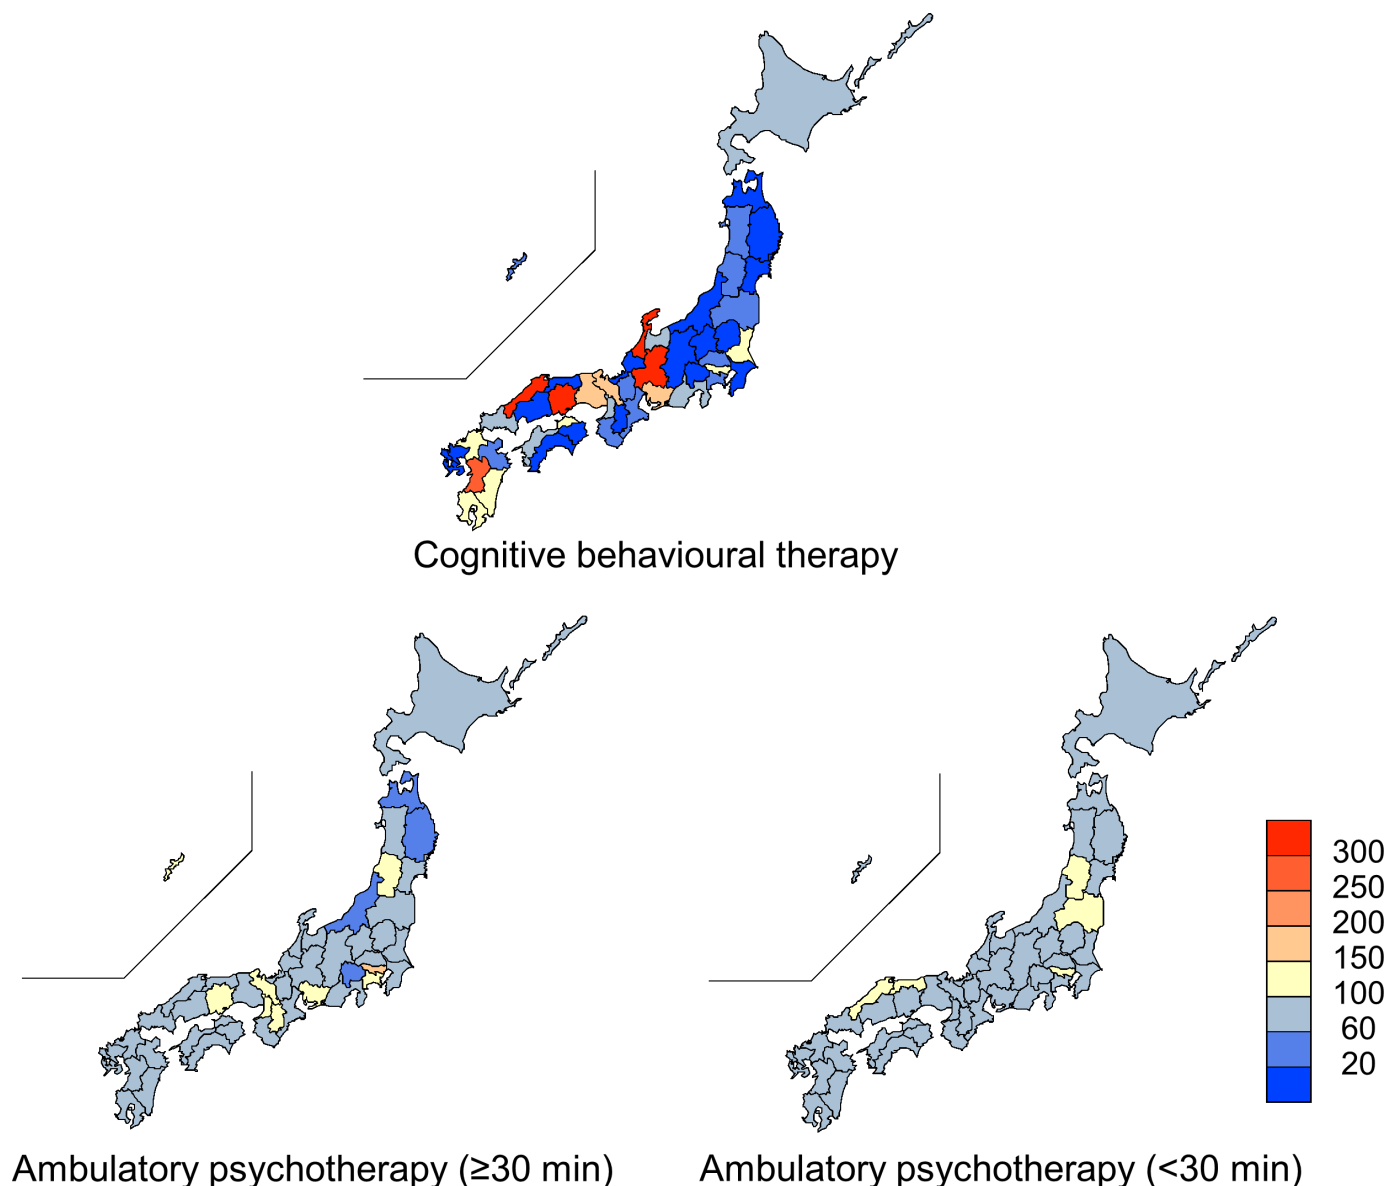 Cognitive behavioural therapy
300
250
200
150
100
60
20
Ambulatory psychotherapy (≥30 min)
Ambulatory psychotherapy (<30 min)